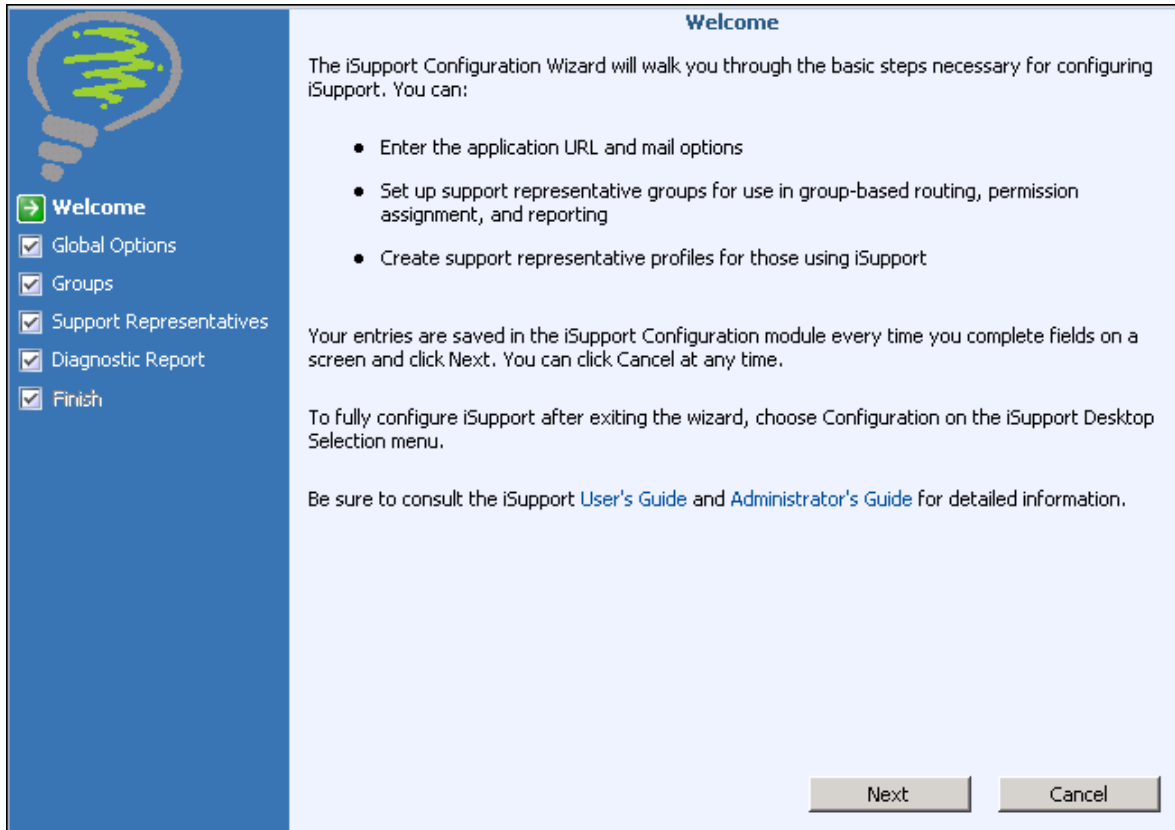 Welcome
Global Options
Groups
Support Representatives
Diagnostic Report
Finish
Welcome
The iSupport Configuration Wizard will walk you through the basic steps necessary for configuring
iSupport. You can:
● Enter the application URL and mail options
● Set up support representative groups for use in group-based routing, permission
assignment, and reporting
● Create support representative profiles for those using iSupport
Your entries are saved in the iSupport Configuration module every time you complete fields on a
screen and click Next. You can click Cancel at any time.
To fully configure iSupport after exiting the wizard, choose Configuration on the iSupport Desktop
Selection menu.
Be sure to consult the iSupport User's Guide and Administrator's Guide for detailed information.
Next
Cancel